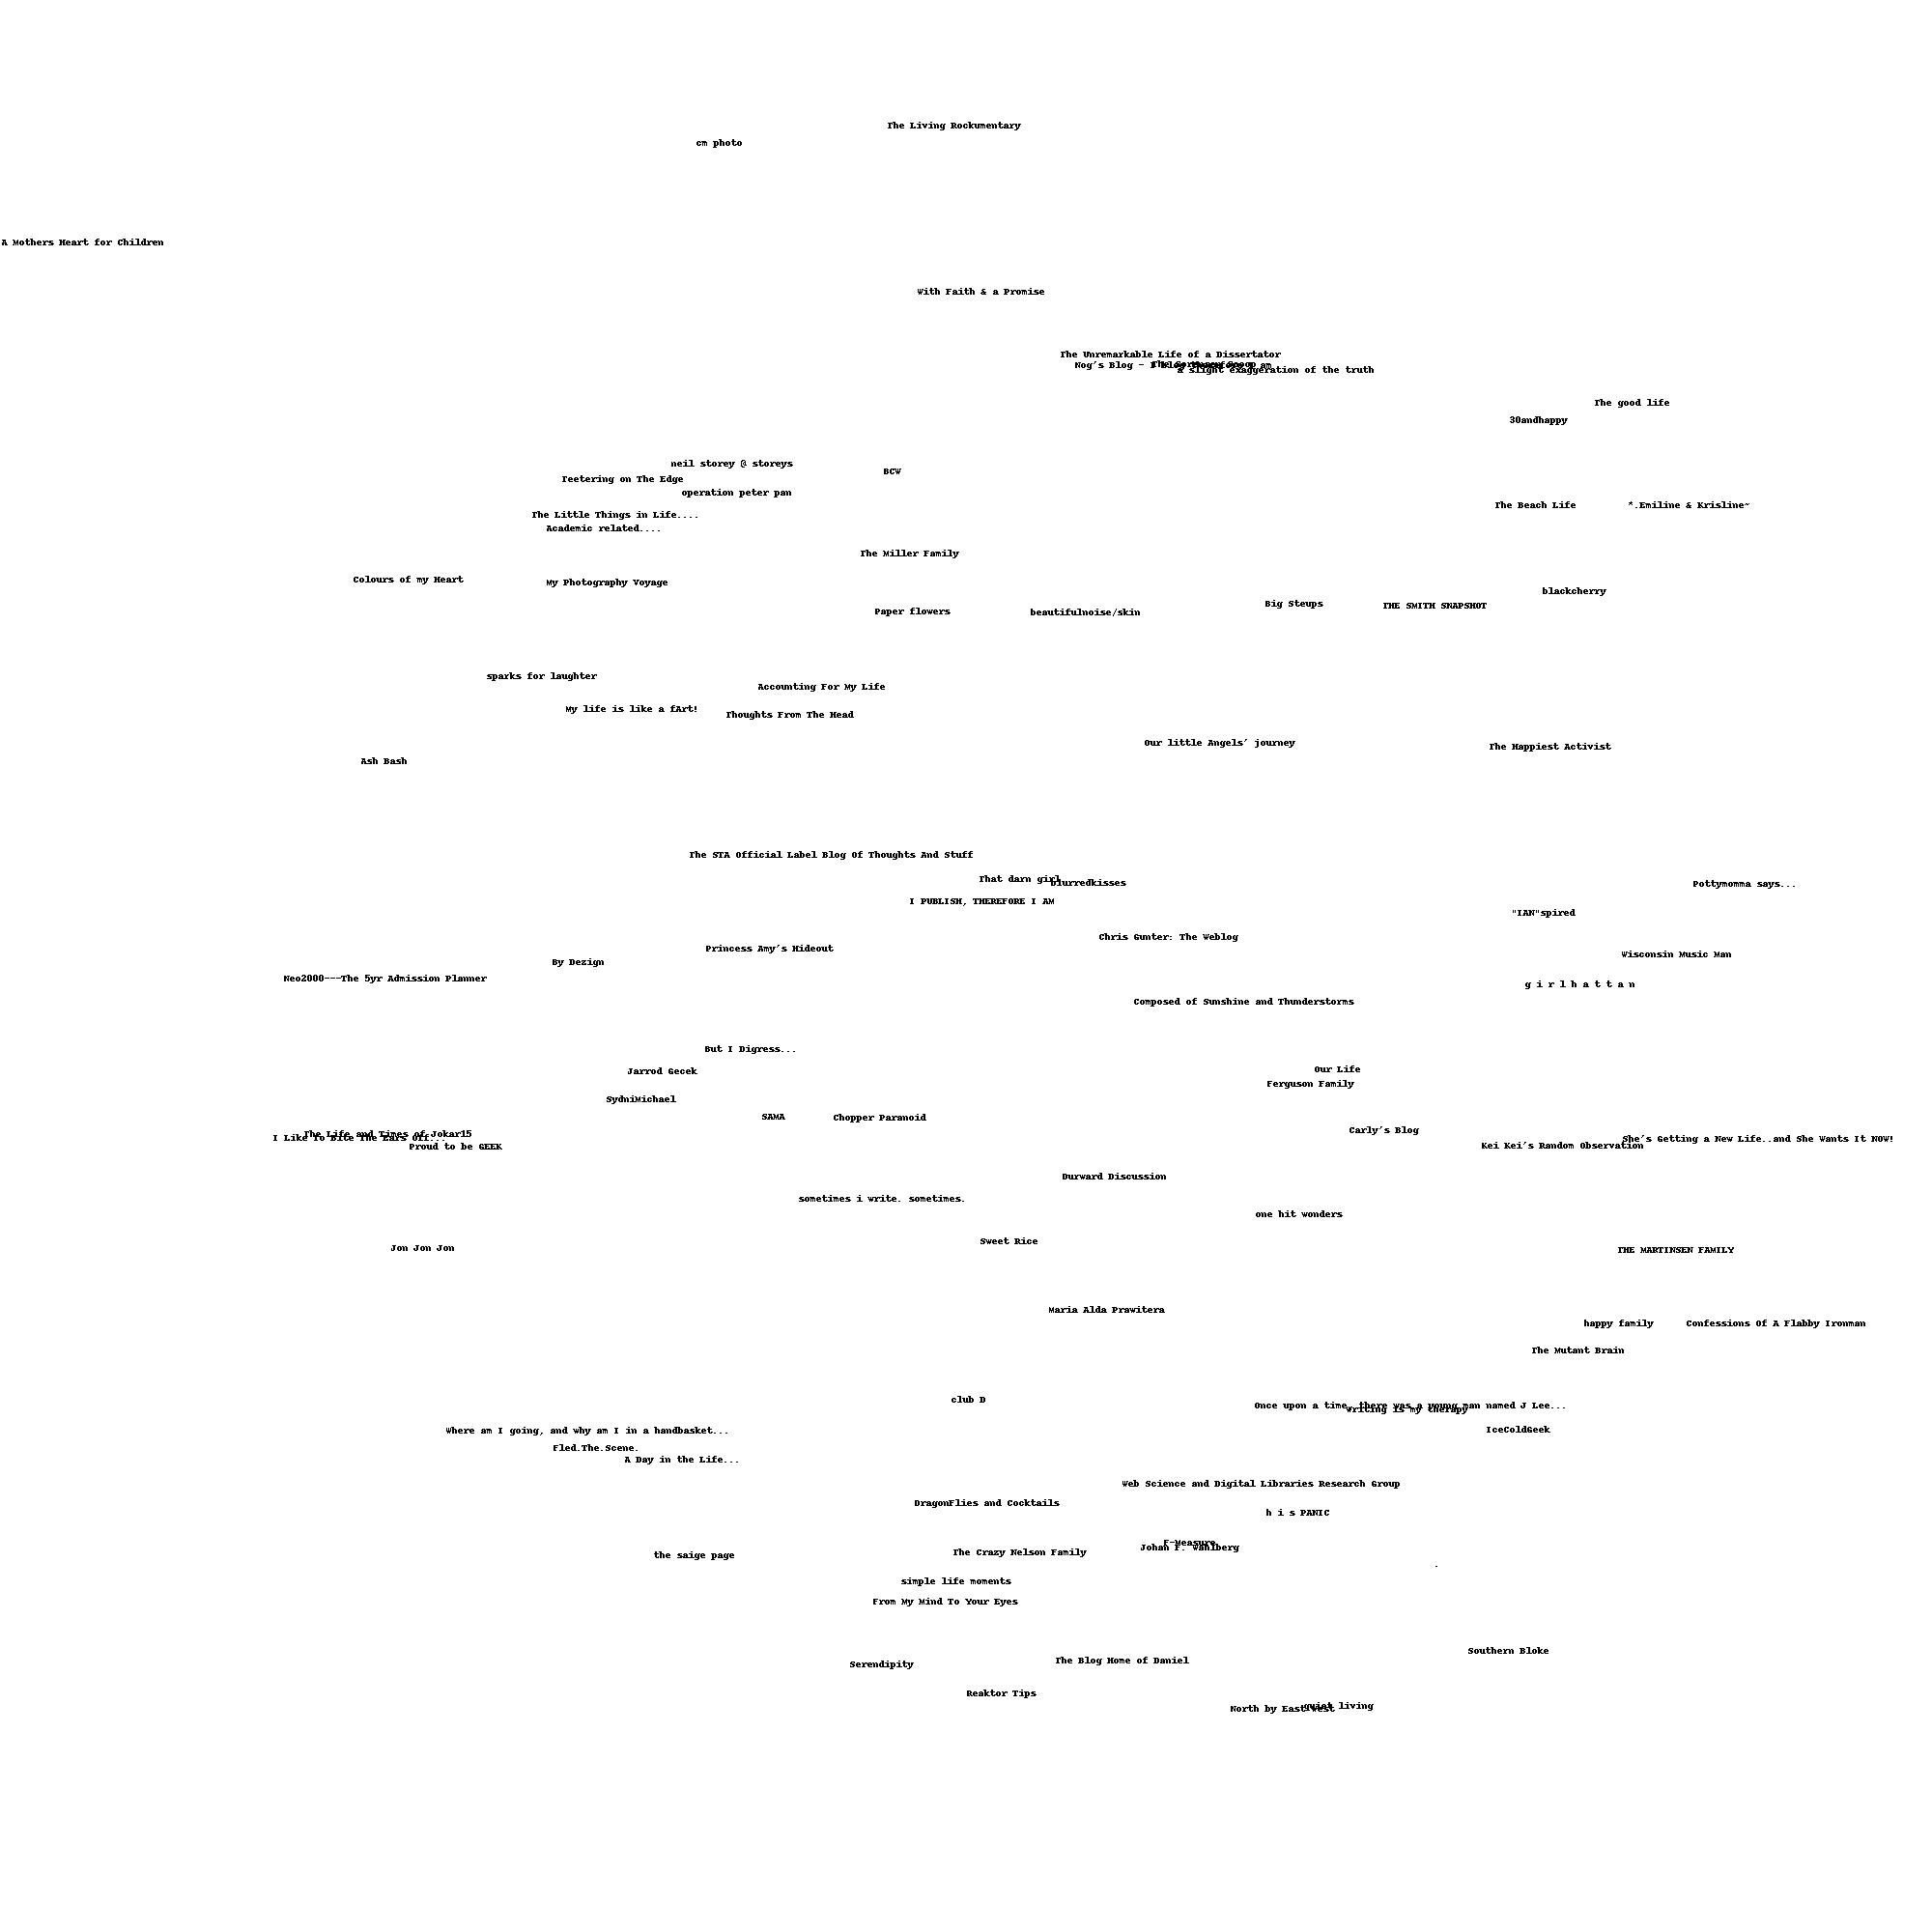 The Living Rockumentary
cm photo
A Mothers Heart for Children
With Faith & a Promise
The Unremarkable Life of a Dissertator
Nog's Blog - I Blog am
a slight exaggeration of the truth
The good life
30andhappy
neil storey @ storeys
BCW
Teetering on The Edge
operation peter pan
The Beach Life
*.Emiline & Krisline~
The Little Things in Life....
Academic related....
The Miller Family
Colours of my Heart
My Photography Voyage
blackcherry
Big Steups
THE SMITH SNAPSHOT
Paper flowers
beautifulnoise/skin
sparks for laughter
Accounting For My Life
My life is like a fArt!
Thoughts From The Head
Our little Angels' journey
The Happiest Activist
Ash Bash
The STA Official Label Blog Of Thoughts And Stuff
That darn girl
blurredkisses
Pottymomma says...
I PUBLISH, THEREFORE I AM
"IAN"spired
Chris Gunter: The Weblog
Princess Amy's Hideout
Wisconsin Music Man
By Dezign
Neo2000---The 5yr Admission Planner
g i r l h a t t a n
Composed of Sunshine and Thunderstorms
But I Digress...
Jarrod Gecek
Our Life
Ferguson Family
SydniMichael
SAMA
Chopper Paranoid
Carly's Blog
The Life and Times of Jokar15
I Like To Bite The Ears Off...
Proud to be GEEK
She's Getting a New Life..and She Wants It NOW!
Kei Kei's Random Observation
Durward Discussion
sometimes i write. sometimes.
one hit wonders
Sweet Rice
Jon Jon Jon
THE MARTINSEN FAMILY
Maria Alda Prawitera
happy family
Confessions Of A Flabby Ironman
The Mutant Brain
club D
Once upon a time, there was a young man named J Lee...
Writing is my therapy
Where am I going, and why am I in a handbasket...
IceColdGeek
Fled.The.Scene.
A Day in the Life...
Web Science and Digital Libraries Research Group
DragonFlies and Cocktails
h i s PANIC
F-Measure
Johan F. Wahlberg
The Crazy Nelson Family
the saige page
.
simple life moments
From My Mind To Your Eyes
Southern Bloke
The Blog Home of Daniel
Serendipity
Reaktor Tips
quiet living
North by East West